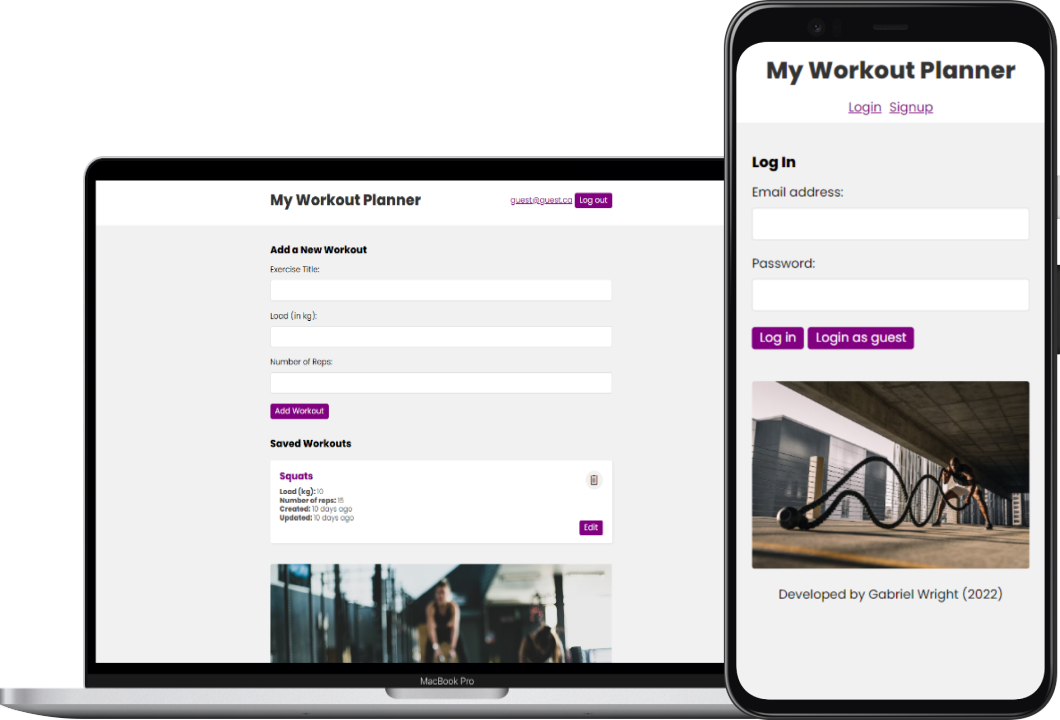 My Workout Planner
guest@guest.ca Log out
Add a New Workout
Exercise Title:
Load (in kg):
Number of Reps:
Add Workout
Saved Workouts
Squats
Load (kg): 10
Number of reps: 15
Created: 10 days ago
Updated: 10 days ago
Edit
MacBook Pro
My Workout Planner
Login Signup
Log In
Email address:
Password:
Log in Login as guest
Developed by Gabriel Wright (2022)